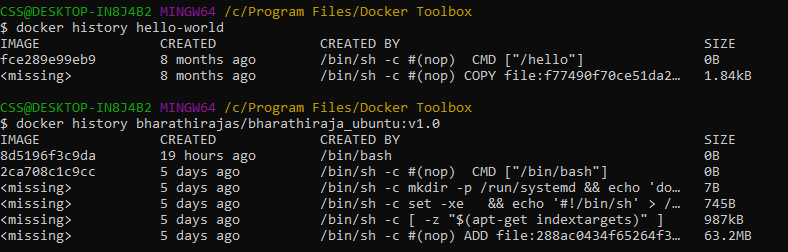 CSS@DESKTOP-IN8J4B2 MINGW64 /c/Program Files/Docker Toolbox
$ docker history hello-world
IMAGE CREATED CREATED BY SIZE
fce289e99eb9 8 months ago /bin/sh -c #(nop) CMD ["/hello"] 0B
<missing> 8 months ago /bin/sh -c #(nop) COPY file:f77490f70ce51da2… 1.84kB
CSS@DESKTOP-IN8J4B2 MINGW64 /c/Program Files/Docker Toolbox
$ docker history bharathirajas/bharathiraja_ubuntu:v1.0
IMAGE CREATED CREATED BY SIZE
8d5196f3c9da 19 hours ago /bin/bash 0B
2ca708c1c9cc 5 days ago /bin/sh -c #(nop) CMD ["/bin/bash"] 0B
<missing> 5 days ago /bin/sh -c mkdir -p /run/systemd && echo 'do… 7B
<missing> 5 days ago /bin/sh -c set -xe && echo '#!/bin/sh' > /… 745B
<missing> 5 days ago /bin/sh -c [ -z "$(apt-get indextargets)" ] 987kB
<missing> 5 days ago /bin/sh -c #(nop) ADD file:288ac0434f65264f3… 63.2MB